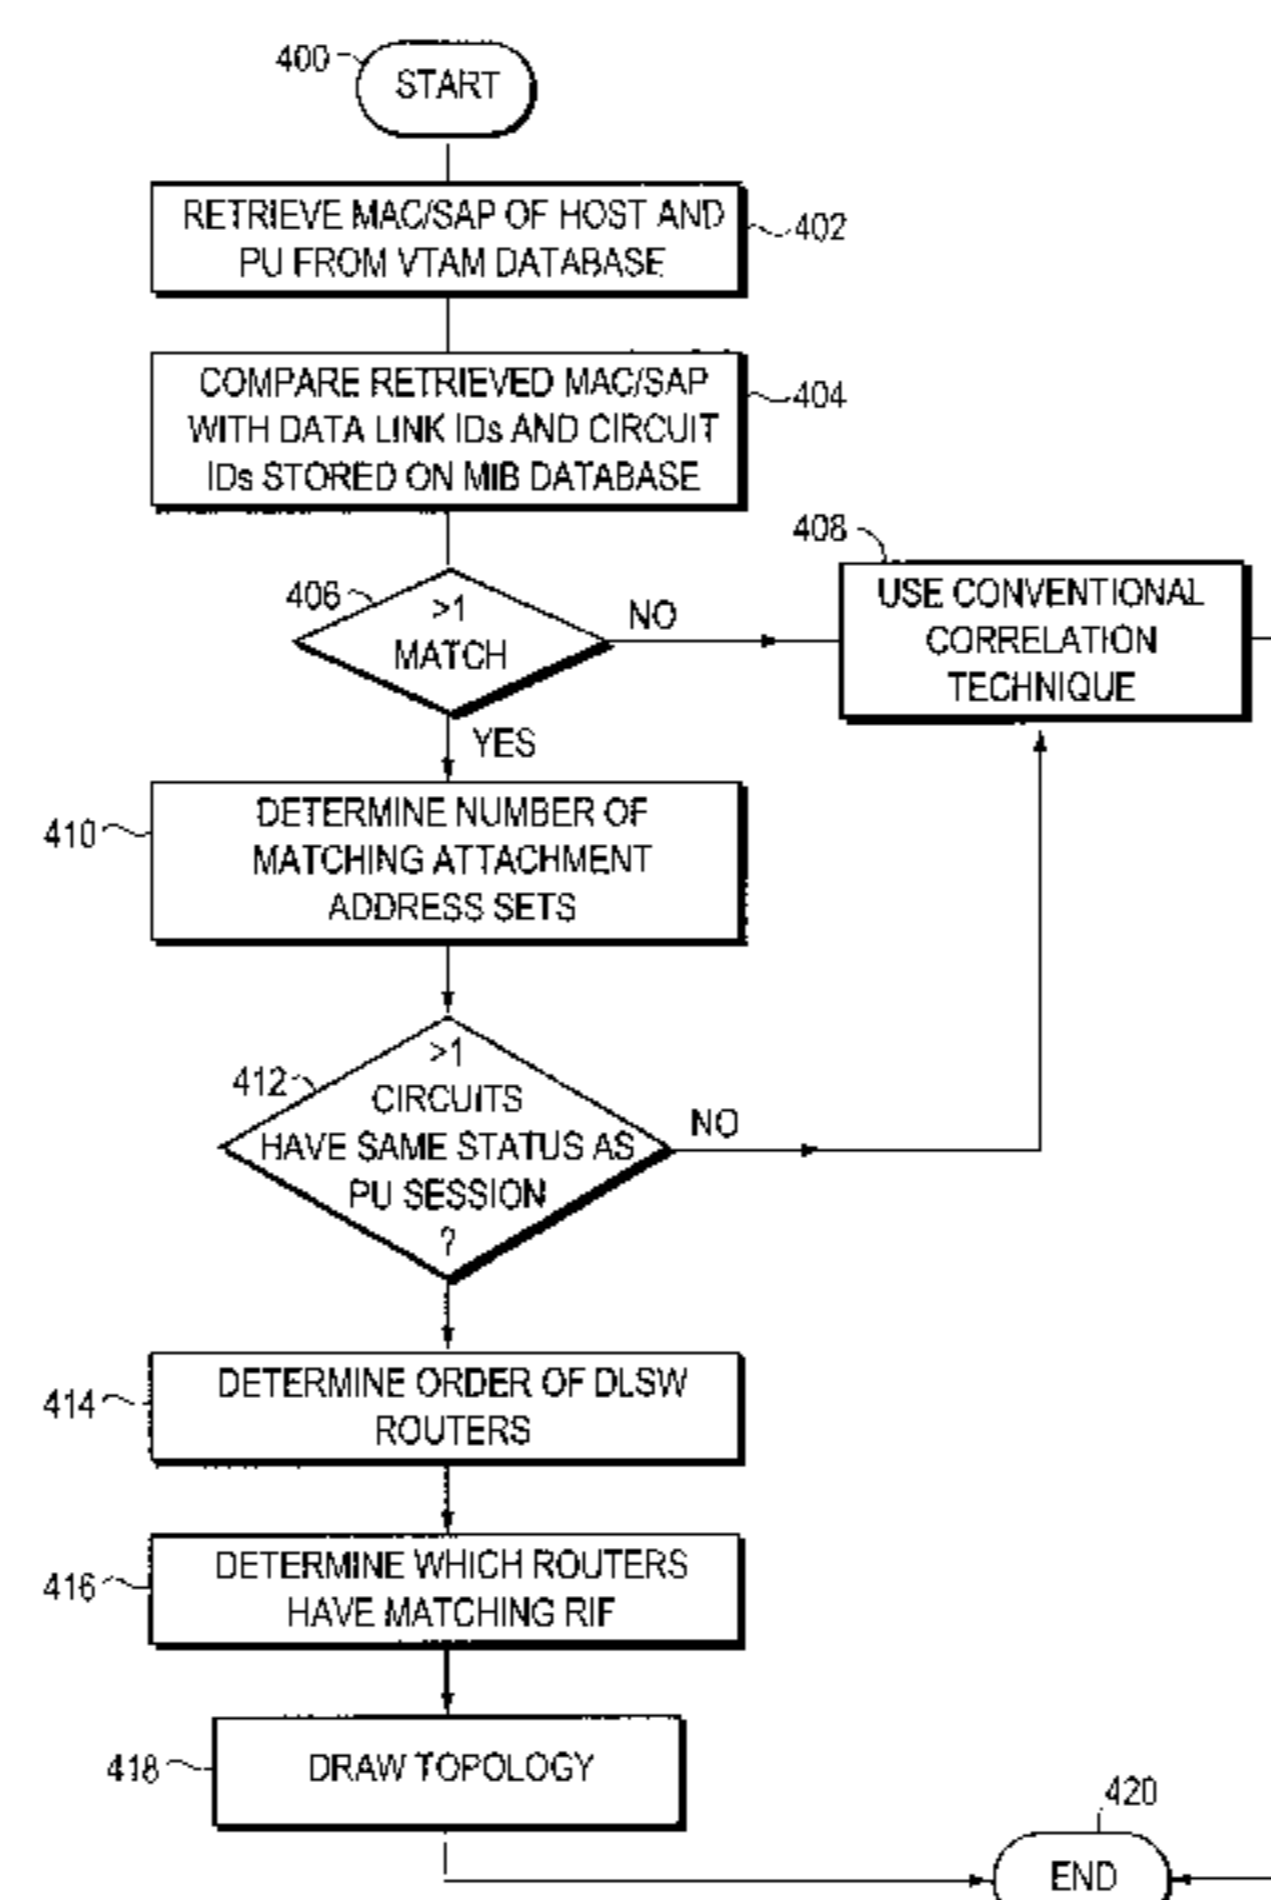 400
START
RETRIEVE MAC/SAP OF HOST AND
PU FROM VTAM DATABASE
402
COMPARE RETRIEVED MAC/SAP
WITH DATA LINK IDs AND CIRCUIT
IDs STORED ON MIB DATABASE
404
406
>1
MATCH
NO
408
USE CONVENTIONAL
CORRELATION
TECHNIQUE
YES
410
DETERMINE NUMBER OF
MATCHING ATTACHMENT
ADDRESS SETS
412
>1
CIRCUITS
HAVE SAME STATUS AS
PU SESSION
?
NO
414
DETERMINE ORDER OF DLSW
ROUTERS
416
DETERMINE WHICH ROUTERS
HAVE MATCHING RIF
418
DRAW TOPOLOGY
420
END